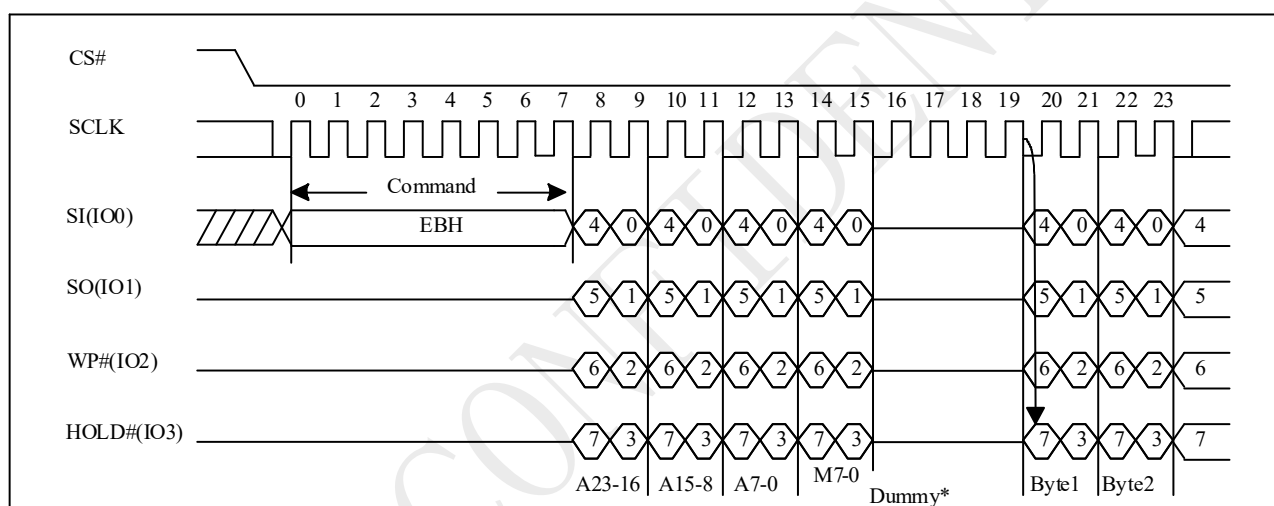 CS#
0 1 2 3 4 5 6 7 8 9 10 11 12 13 14 15 16 17 18 19 20 21 22 23
SCLK
Command
SI(IO0) EBH 4 0 4 0 4 0 4 0 4 0 4 0 4
SO(IO1) 5 1 5 1 5 1 5 1 5 1 5 1 5
WP#(IO2) 6 2 6 2 6 2 6 2 6 2 6 2 6
HOLD#(IO3) 7 3 7 3 7 3 7 3 7 3 7 3 7
A23-16 A15-8 A7-0 M7-0 Dummy* Byte1 Byte2
CONFIDENT